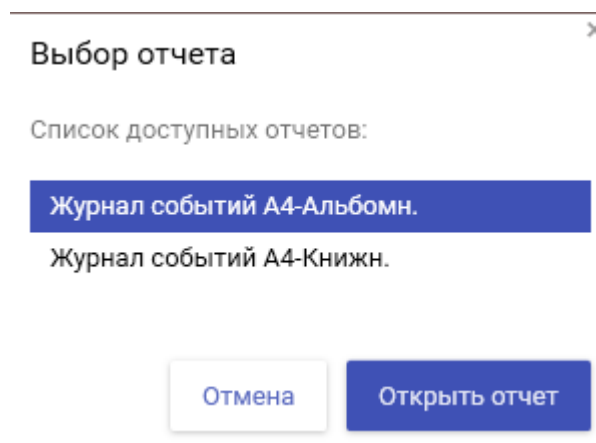 Выбор отчета
Список доступных отчетов:
Журнал событий А4-Альбомн.
Журнал событий А4-Книжн.
Отмена
Открыть отчет